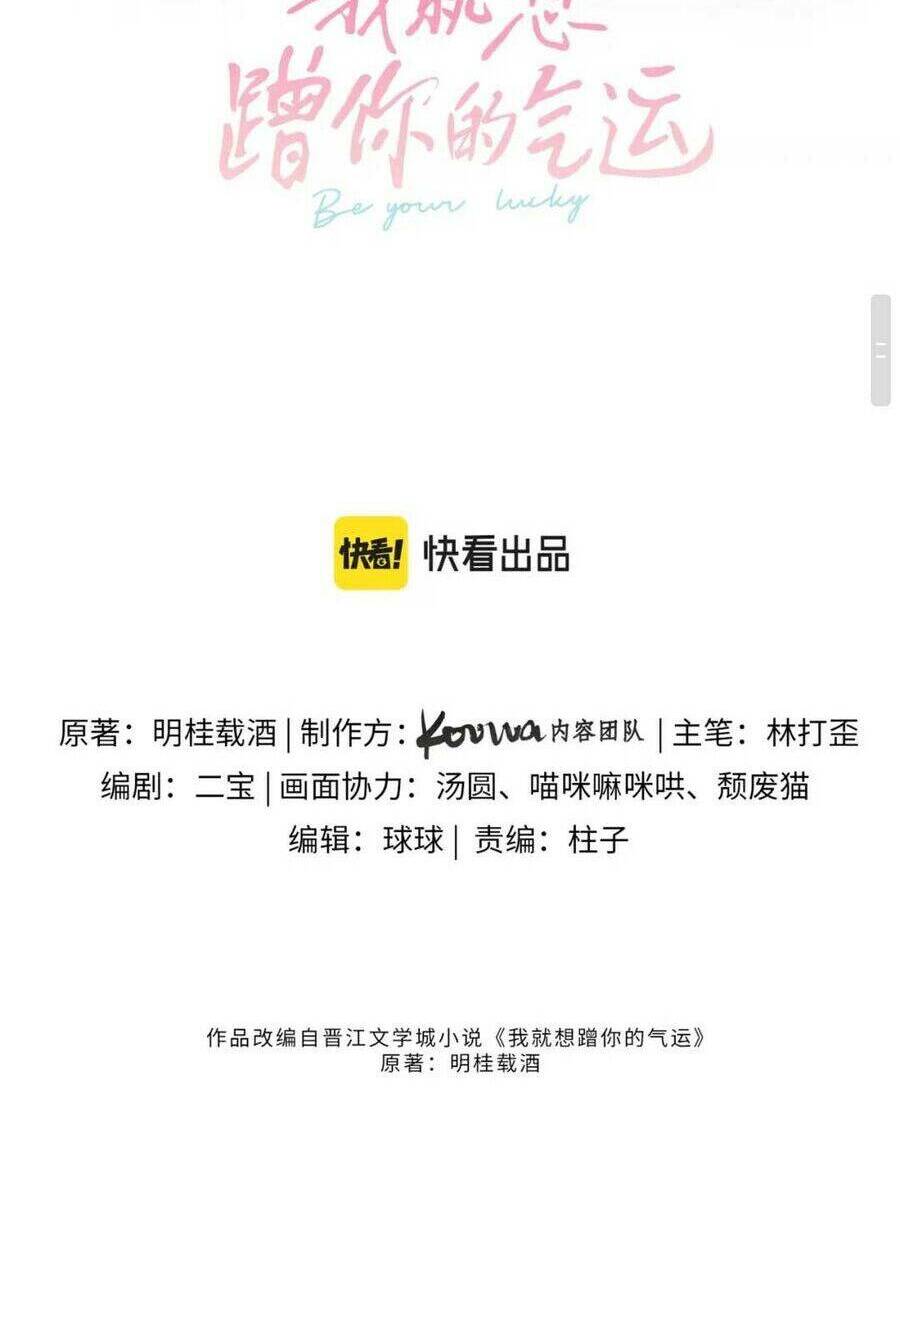 我就想
蹭你的气运
Be your lucky
快看! 快看出品
原著：明桂载酒 | 制作方：Kouwa内容团队 | 主笔：林打歪
编剧：二宝 | 画面协力：汤圆、喵咪嘛咪哄、颓废猫
编辑：球球 | 责编：柱子
作品改编自晋江文学城小说《我就想蹭你的气运》
原著：明桂载酒